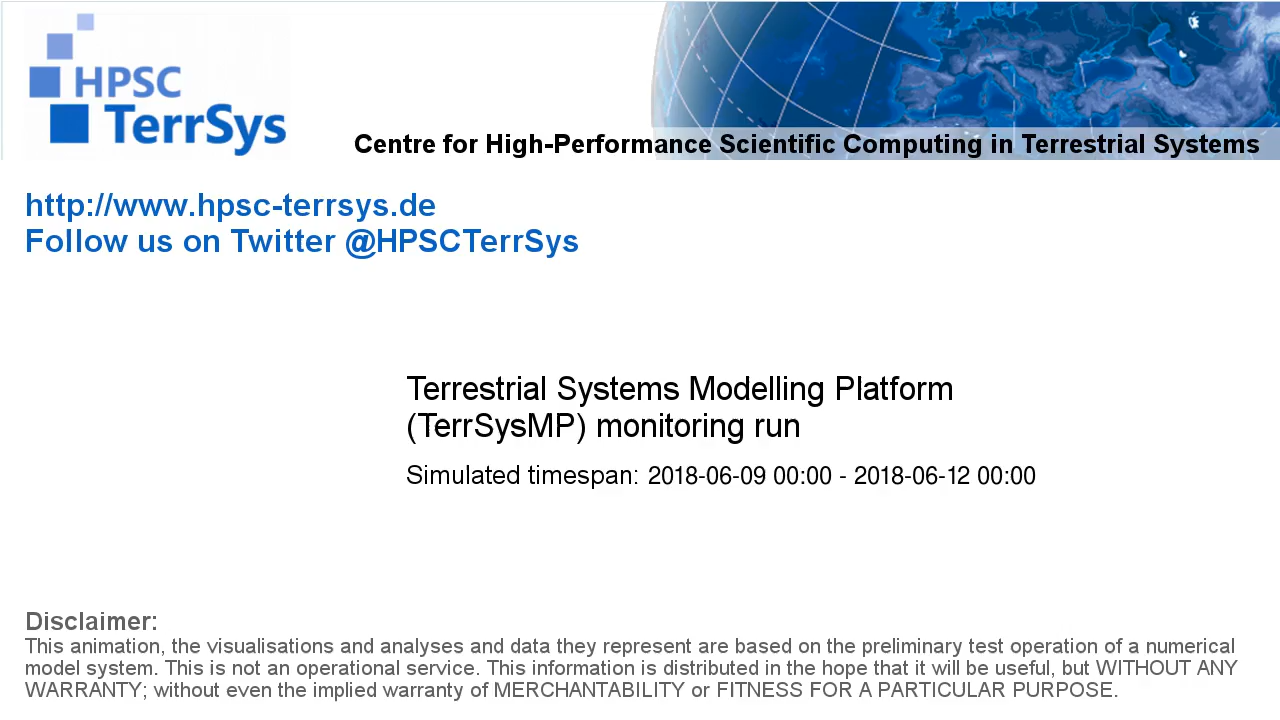 HPSC
TerrSys
Centre for High-Performance Scientific Computing in Terrestrial Systems
http://www.hpsc-terrsys.de
Follow us on Twitter @HPSCTerrSys
Terrestrial Systems Modelling Platform
(TerrSysMP) monitoring run
Simulated timespan: 2018-06-09 00:00 - 2018-06-12 00:00
Disclaimer:
This animation, the visualisations and analyses and data they represent are based on the preliminary test operation of a numerical
model system. This is not an operational service. This information is distributed in the hope that it will be useful, but WITHOUT ANY
WARRANTY; without even the implied warranty of MERCHANTABILITY or FITNESS FOR A PARTICULAR PURPOSE.